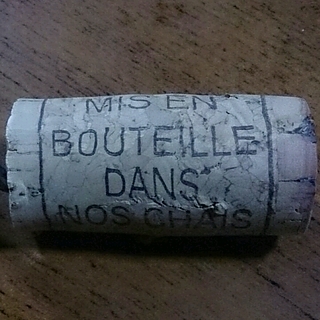 MIS EN
BOUTEILLE
DANS
NOS CHAIS